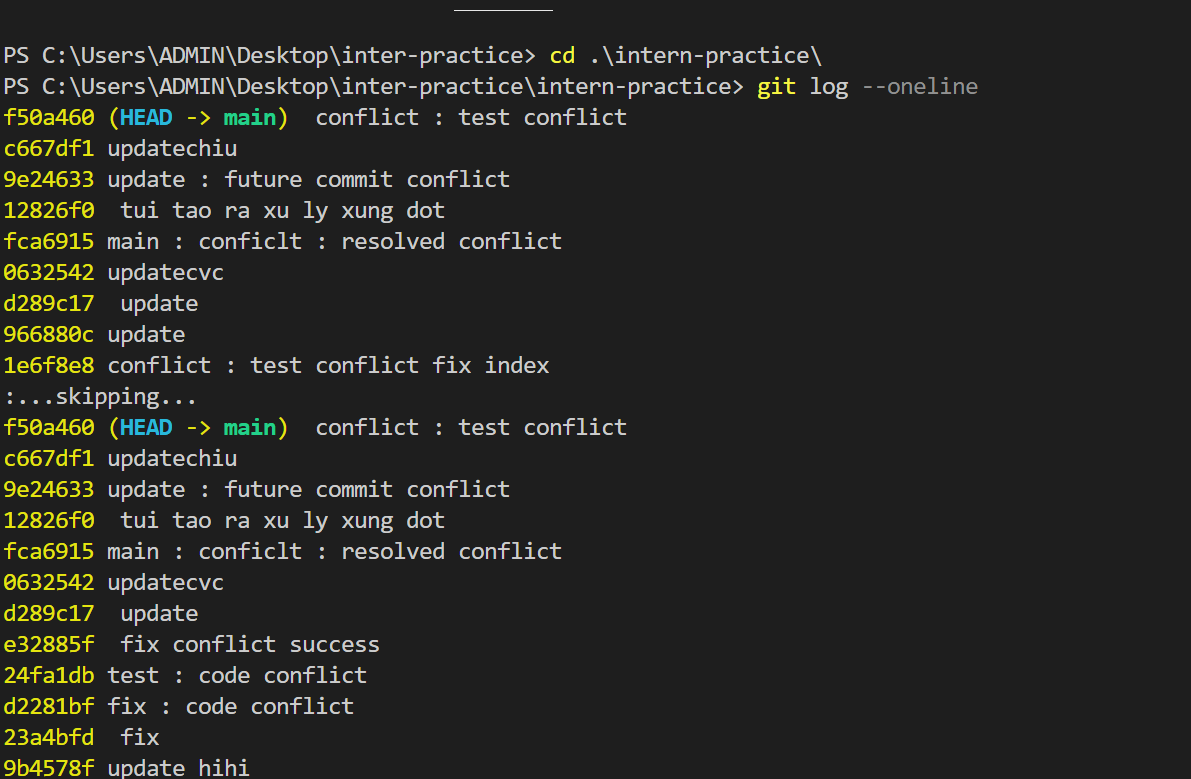 PS C:\Users\ADMIN\Desktop\inter-practice> cd .\intern-practice\
PS C:\Users\ADMIN\Desktop\inter-practice\intern-practice> git log --oneline
f50a460 (HEAD -> main)  conflict : test conflict
c667df1 updatechiu
9e24633 update : future commit conflict
12826f0  tui tao ra xu ly xung dot
fca6915 main : conficlt : resolved conflict
0632542 updatecvc
d289c17  update
966880c update
1e6f8e8 conflict : test conflict fix index
:...skipping...
f50a460 (HEAD -> main)  conflict : test conflict
c667df1 updatechiu
9e24633 update : future commit conflict
12826f0  tui tao ra xu ly xung dot
fca6915 main : conficlt : resolved conflict
0632542 updatecvc
d289c17  update
e32885f  fix conflict success
24fa1db test : code conflict
d2281bf fix : code conflict
23a4bfd  fix
9b4578f update hihi